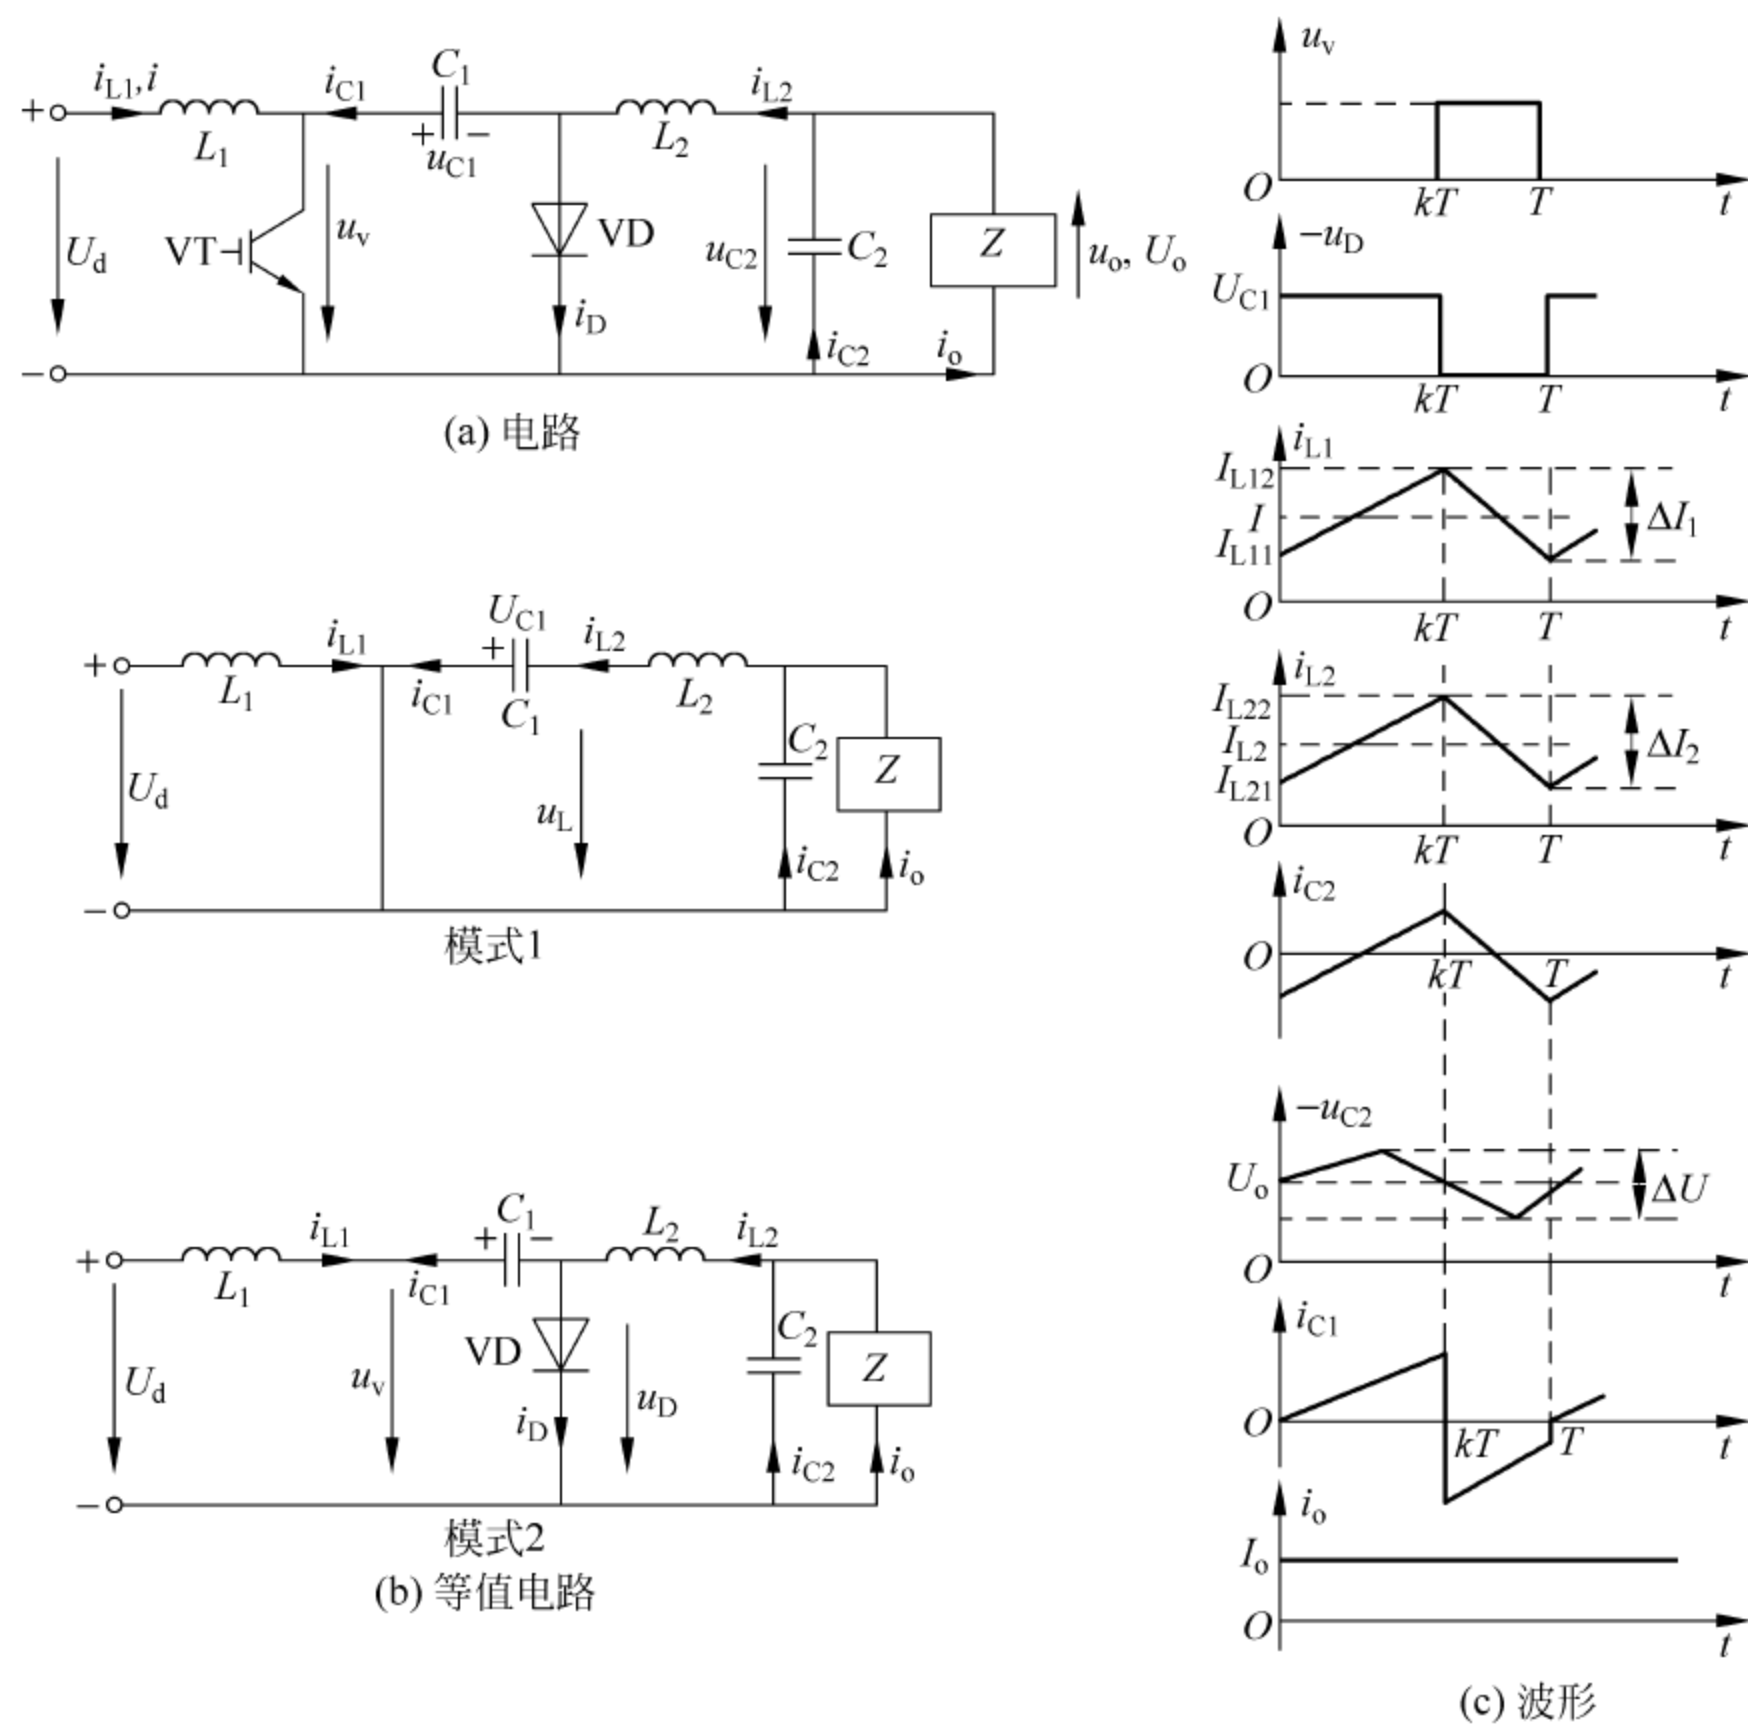 i_L1, i
i_C1
C_1
+ −
u_C1
i_L2
L_1
L_2
+
U_d
VT
u_v
VD
i_D
u_C2
C_2
i_C2
Z
u_o, U_o
i_o
−
(a) 电路
+
i_L1
L_1
U_C1
+
i_C1
C_1
i_L2
L_2
U_d
u_L
C_2
Z
i_C2
i_o
−
模式1
+
i_L1
L_1
C_1
+ −
i_C1
L_2
i_L2
U_d
u_v
VD
i_D
u_D
C_2
Z
i_C2
i_o
−
模式2
(b) 等值电路
u_v
O kT T t
−u_D
U_C1
O kT T t
i_L1
I_L12
I
I_L11
ΔI_1
O kT T t
i_L2
I_L22
I_L2
I_L21
ΔI_2
O kT T t
i_C2
O kT T t
−u_C2
U_o
ΔU
O t
i_C1
O kT T t
i_o
I_o
O t
(c) 波形